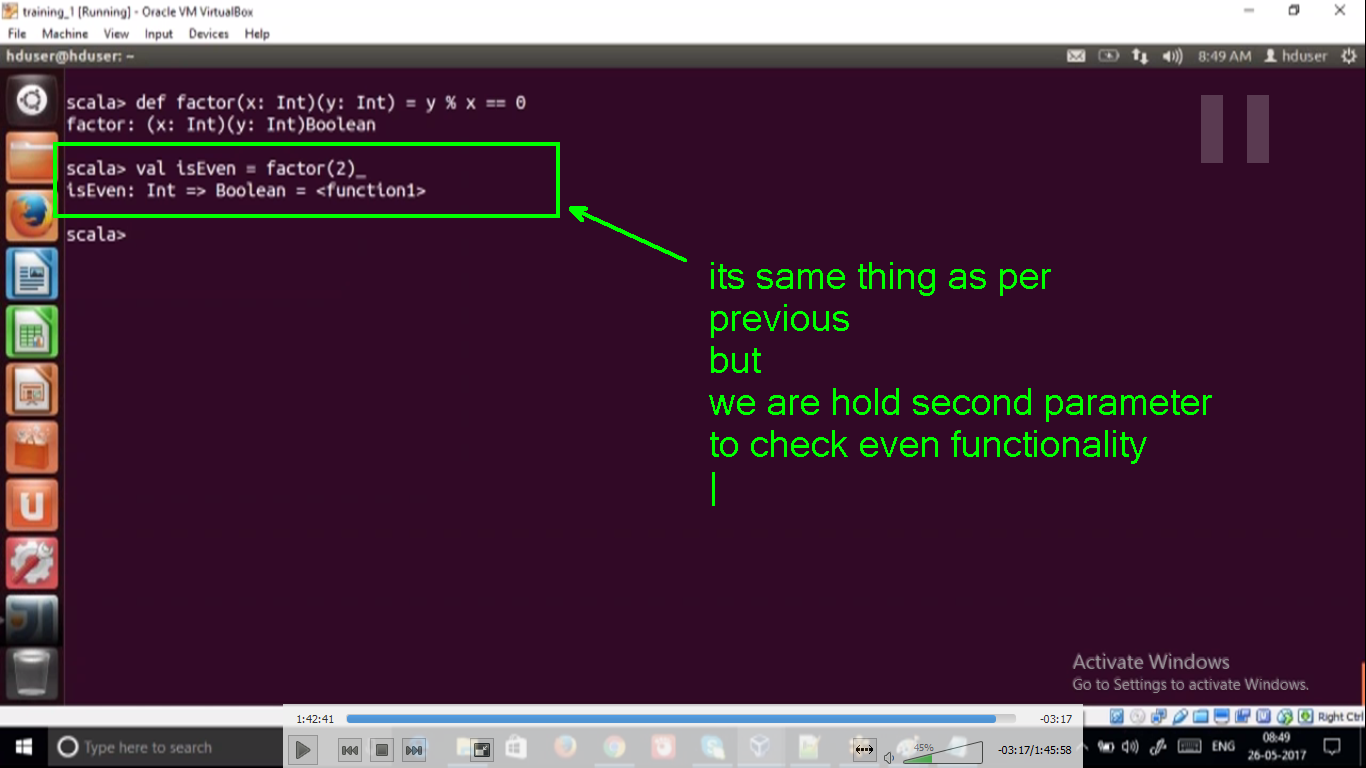 training_1 [Running] - Oracle VM VirtualBox
File Machine View Input Devices Help
hduser@hduser: ~ 8:49 AM hduser
scala> def factor(x: Int)(y: Int) = y % x == 0
factor: (x: Int)(y: Int)Boolean
scala> val isEven = factor(2)_
isEven: Int => Boolean = <function1>
scala>
its same thing as per
previous
but
we are hold second parameter
to check even functionality
Activate Windows
Go to Settings to activate Windows.
Right Ctrl
1:42:41 -03:17
Type here to search
45%
-03:17/1:45:58
ENG
08:49
26-05-2017